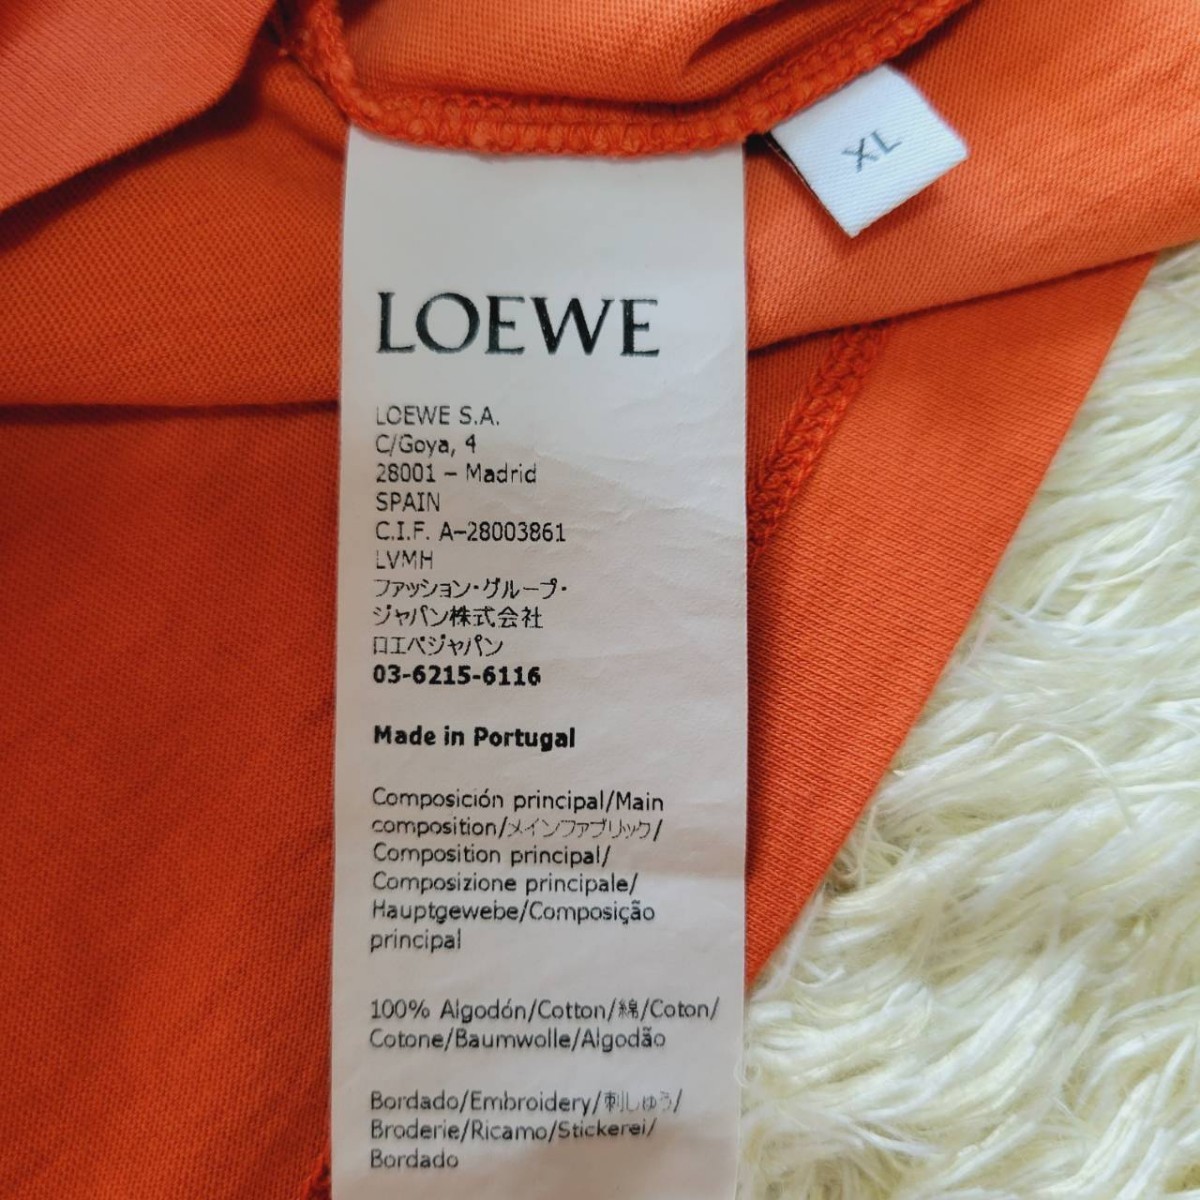 XL
LOEWE
LOEWE S.A.
C/Goya, 4
28001 – Madrid
SPAIN
C.I.F. A-28003861
LVMH
ファッション・グループ・
ジャパン株式会社
ロエベジャパン
03-6215-6116
Made in Portugal
Composición principal/Main
composition/メインファブリック/
Composition principal/
Composizione principale/
Hauptgewebe/Composição
principal
100% Algodón/Cotton/綿/Coton/
Cotone/Baumwolle/Algodão
Bordado/Embroidery/刺しゅう/
Broderie/Ricamo/Stickerei/
Bordado